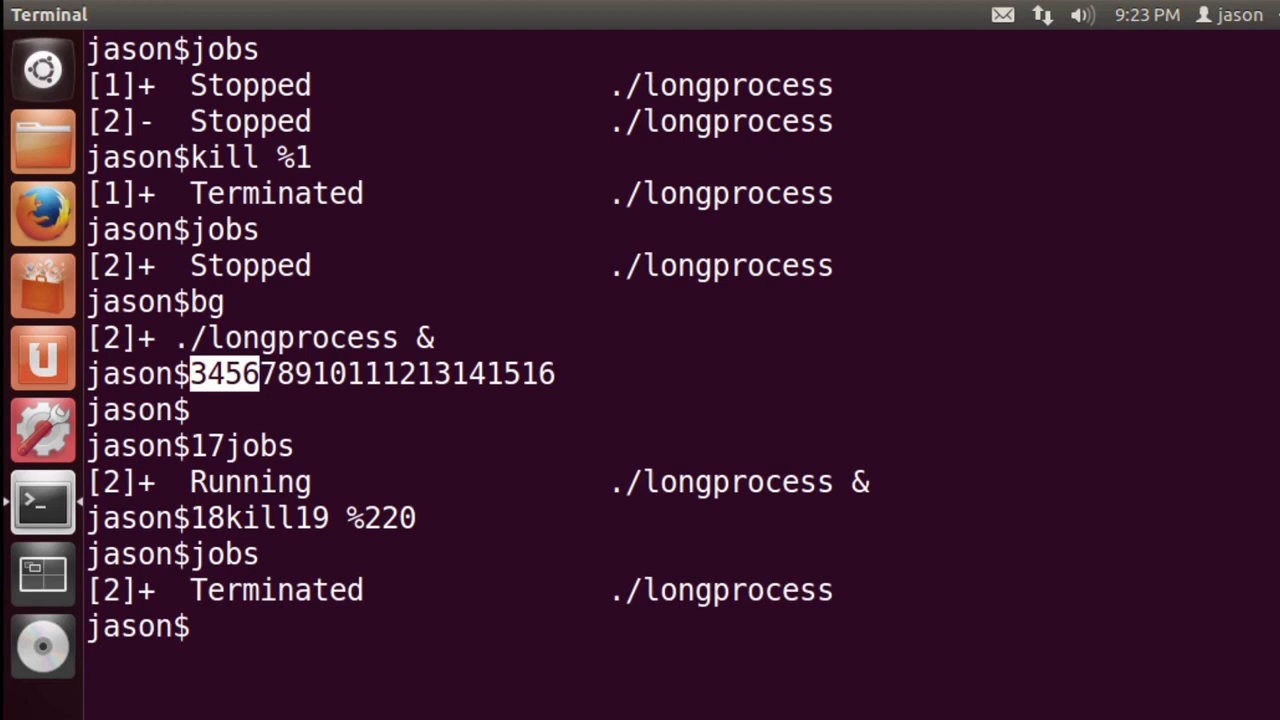 Terminal 9:23 PM jason
jason$jobs
[1]+  Stopped                 ./longprocess
[2]-  Stopped                 ./longprocess
jason$kill %1
[1]+  Terminated              ./longprocess
jason$jobs
[2]+  Stopped                 ./longprocess
jason$bg
[2]+ ./longprocess &
jason$345678910111213141516
jason$
jason$17jobs
[2]+  Running                 ./longprocess &
jason$18kill19 %220
jason$jobs
[2]+  Terminated              ./longprocess
jason$